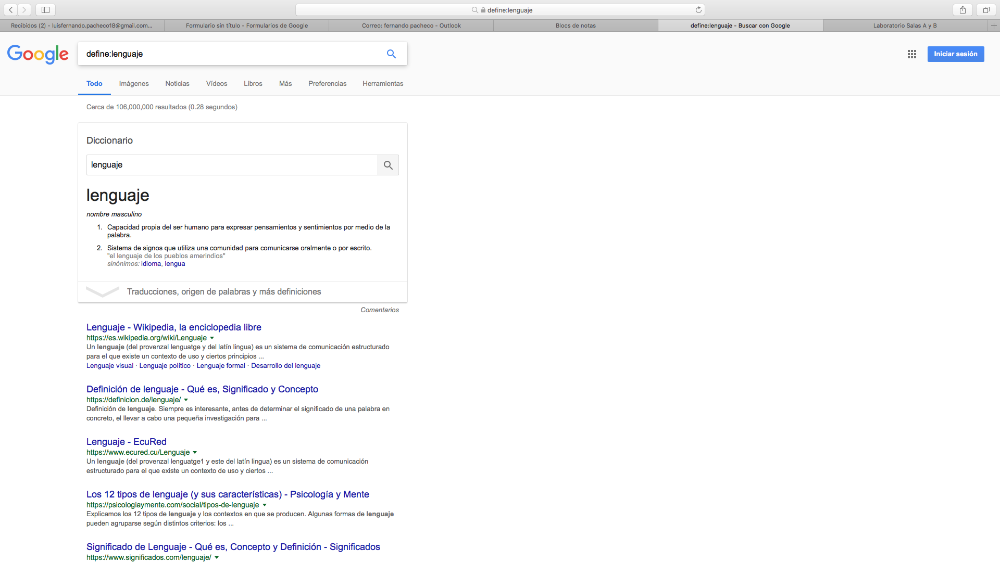 define:lenguaje
Recibidos (2) - luisfernando.pacheco18@gmail.com...
Formulario sin título - Formularios de Google
Correo: fernando pacheco - Outlook
Blocs de notas
define:lenguaje - Buscar con Google
Laboratorio Salas A y B
Google
define:lenguaje
Iniciar sesión
Todo
Imágenes
Noticias
Vídeos
Libros
Más
Preferencias
Herramientas
Cerca de 106,000,000 resultados (0.28 segundos)
Diccionario
lenguaje
lenguaje
nombre masculino
1. Capacidad propia del ser humano para expresar pensamientos y sentimientos por medio de la
palabra.
2. Sistema de signos que utiliza una comunidad para comunicarse oralmente o por escrito.
"el lenguaje de los pueblos amerindios"
sinónimos: idioma, lengua
Traducciones, origen de palabras y más definiciones
Comentarios
Lenguaje - Wikipedia, la enciclopedia libre
https://es.wikipedia.org/wiki/Lenguaje
Un lenguaje (del provenzal lenguatge y del latín lingua) es un sistema de comunicación estructurado
para el que existe un contexto de uso y ciertos principios ...
Lenguaje visual · Lenguaje político · Lenguaje formal · Desarrollo del lenguaje
Definición de lenguaje - Qué es, Significado y Concepto
https://definicion.de/lenguaje/
Definición de lenguaje. Siempre es interesante, antes de determinar el significado de una palabra en
concreto, el llevar a cabo una pequeña investigación para ...
Lenguaje - EcuRed
https://www.ecured.cu/Lenguaje
Un lenguaje (del provenzal lenguatge1 y este del latín lingua) es un sistema de comunicación
estructurado para el que existe un contexto de uso y ciertos ...
Los 12 tipos de lenguaje (y sus características) - Psicología y Mente
https://psicologiaymente.com/social/tipos-de-lenguaje
Explicamos los 12 tipos de lenguaje y los contextos en que se producen. Algunas formas de lenguaje
pueden agruparse según distintos criterios: los ...
Significado de Lenguaje - Qué es, Concepto y Definición - Significados
https://www.significados.com/lenguaje/